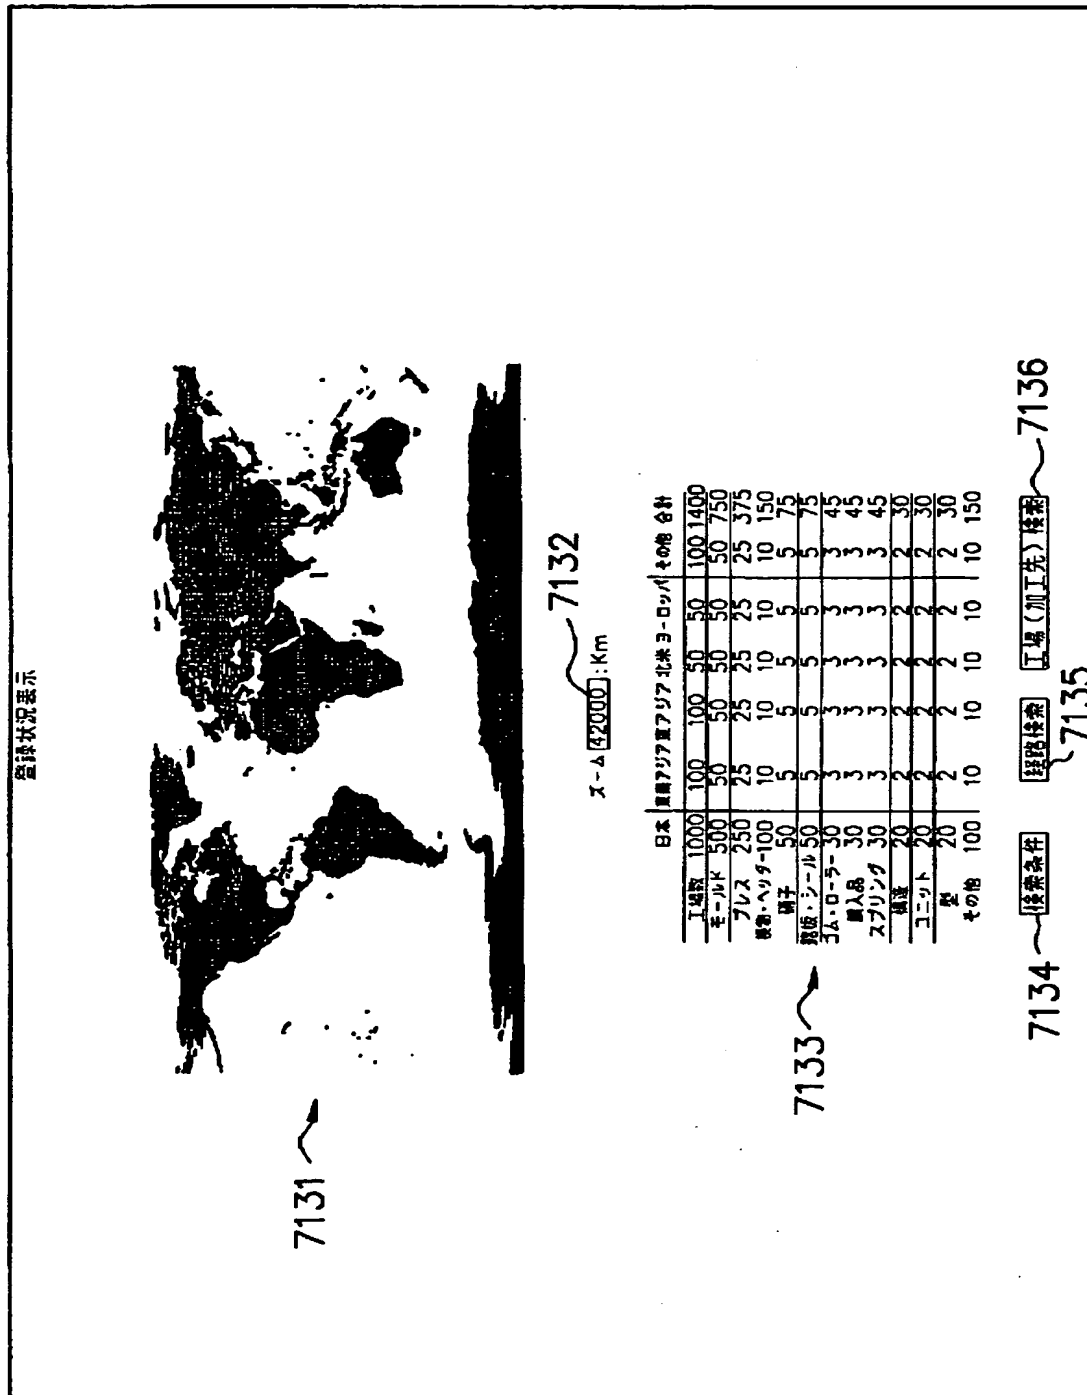 登録状況表示
7131
ズーム 42000 :Km
7132
7133
日本 東南アジア 東アジア 北米 ヨーロッパ その他 合計
工場数 1000 100 100 50 50 100 1400
モールド 500 50 50 50 50 50 750
プレス 250 25 25 25 25 25 375
挽物・ヘッダー 100 10 10 10 10 10 150
硝子 50 5 5 5 5 5 75
銘板・シール 50 5 5 5 5 5 75
ゴム・ローラー 30 3 3 3 3 3 45
購入品 30 3 3 3 3 3 45
スプリング 30 3 3 3 3 3 45
構造 20 2 2 2 2 2 30
ユニット 20 2 2 2 2 2 30
型 20 2 2 2 2 2 30
その他 100 10 10 10 10 10 150
検索条件 経路検索 工場(加工先)検索
7134 7135 7136